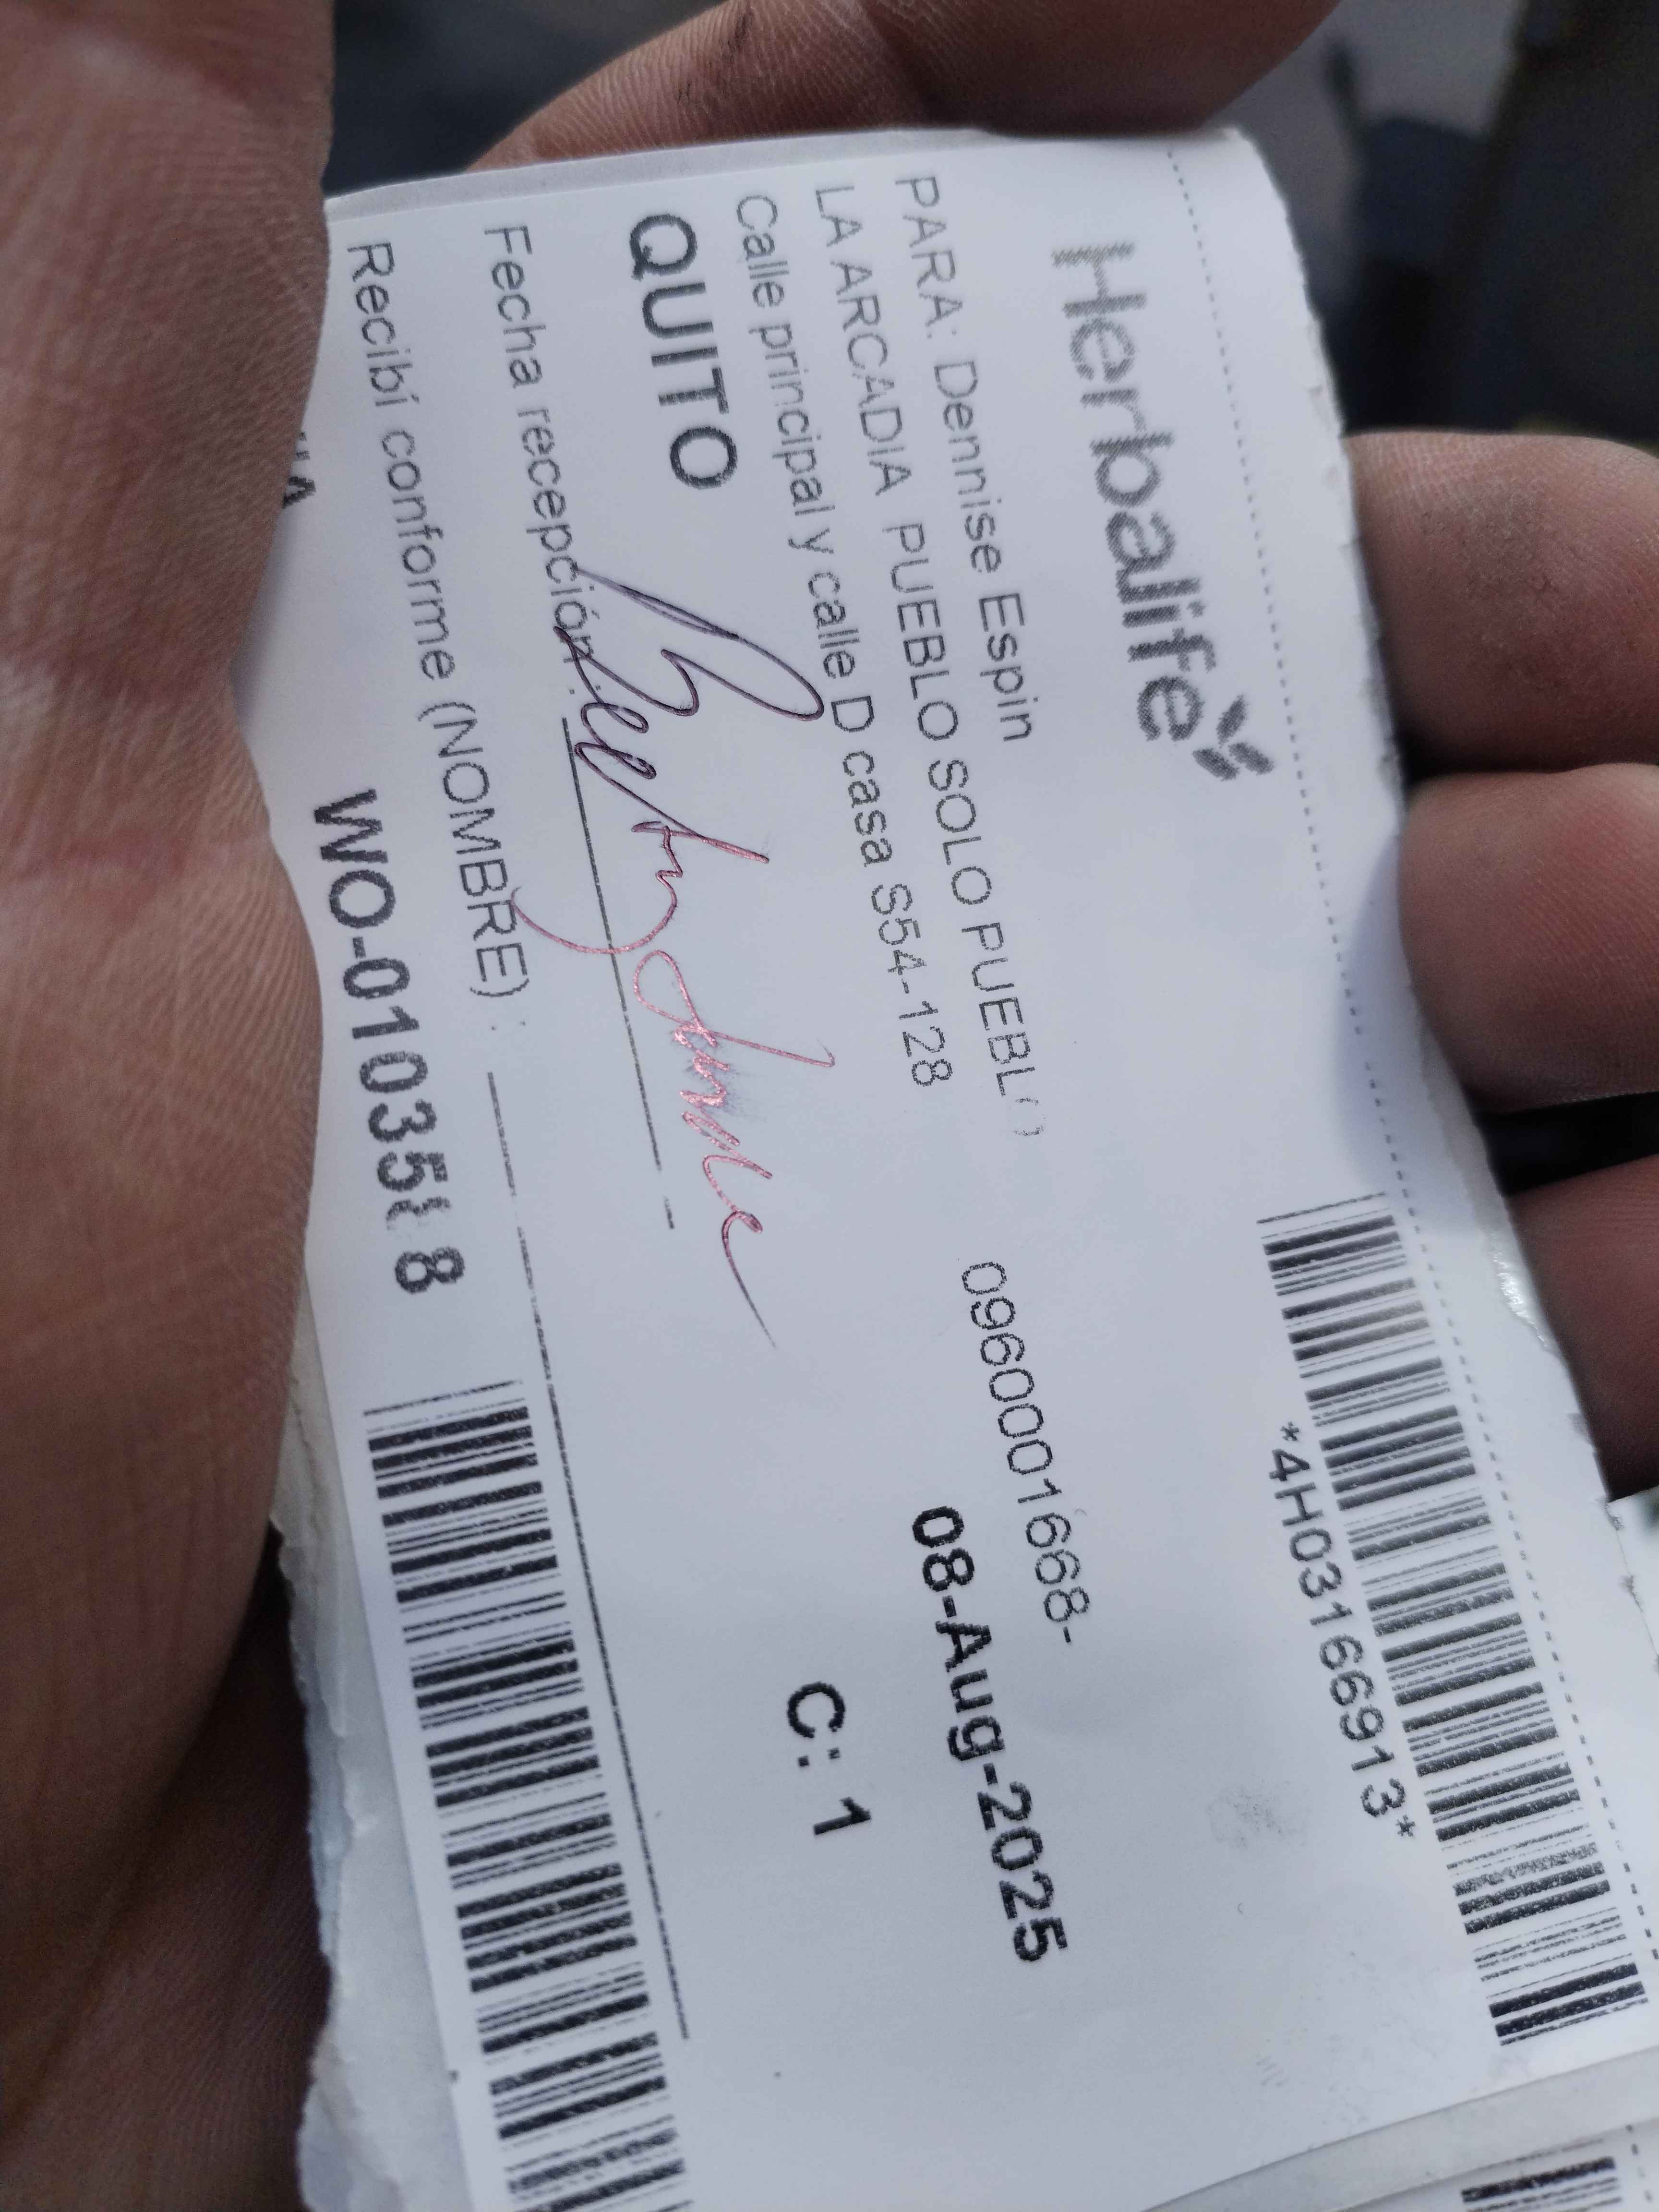 Herbalife
*4H03166913*
PARA: Dennise Espin
0960001668-
LA ARCADIA PUEBLO SOLO PUEBLO
08-Aug-2025
Calle principal y calle D casa S54-128
QUITO
C: 1
Fecha recepción:
Recibí conforme (NOMBRE) :